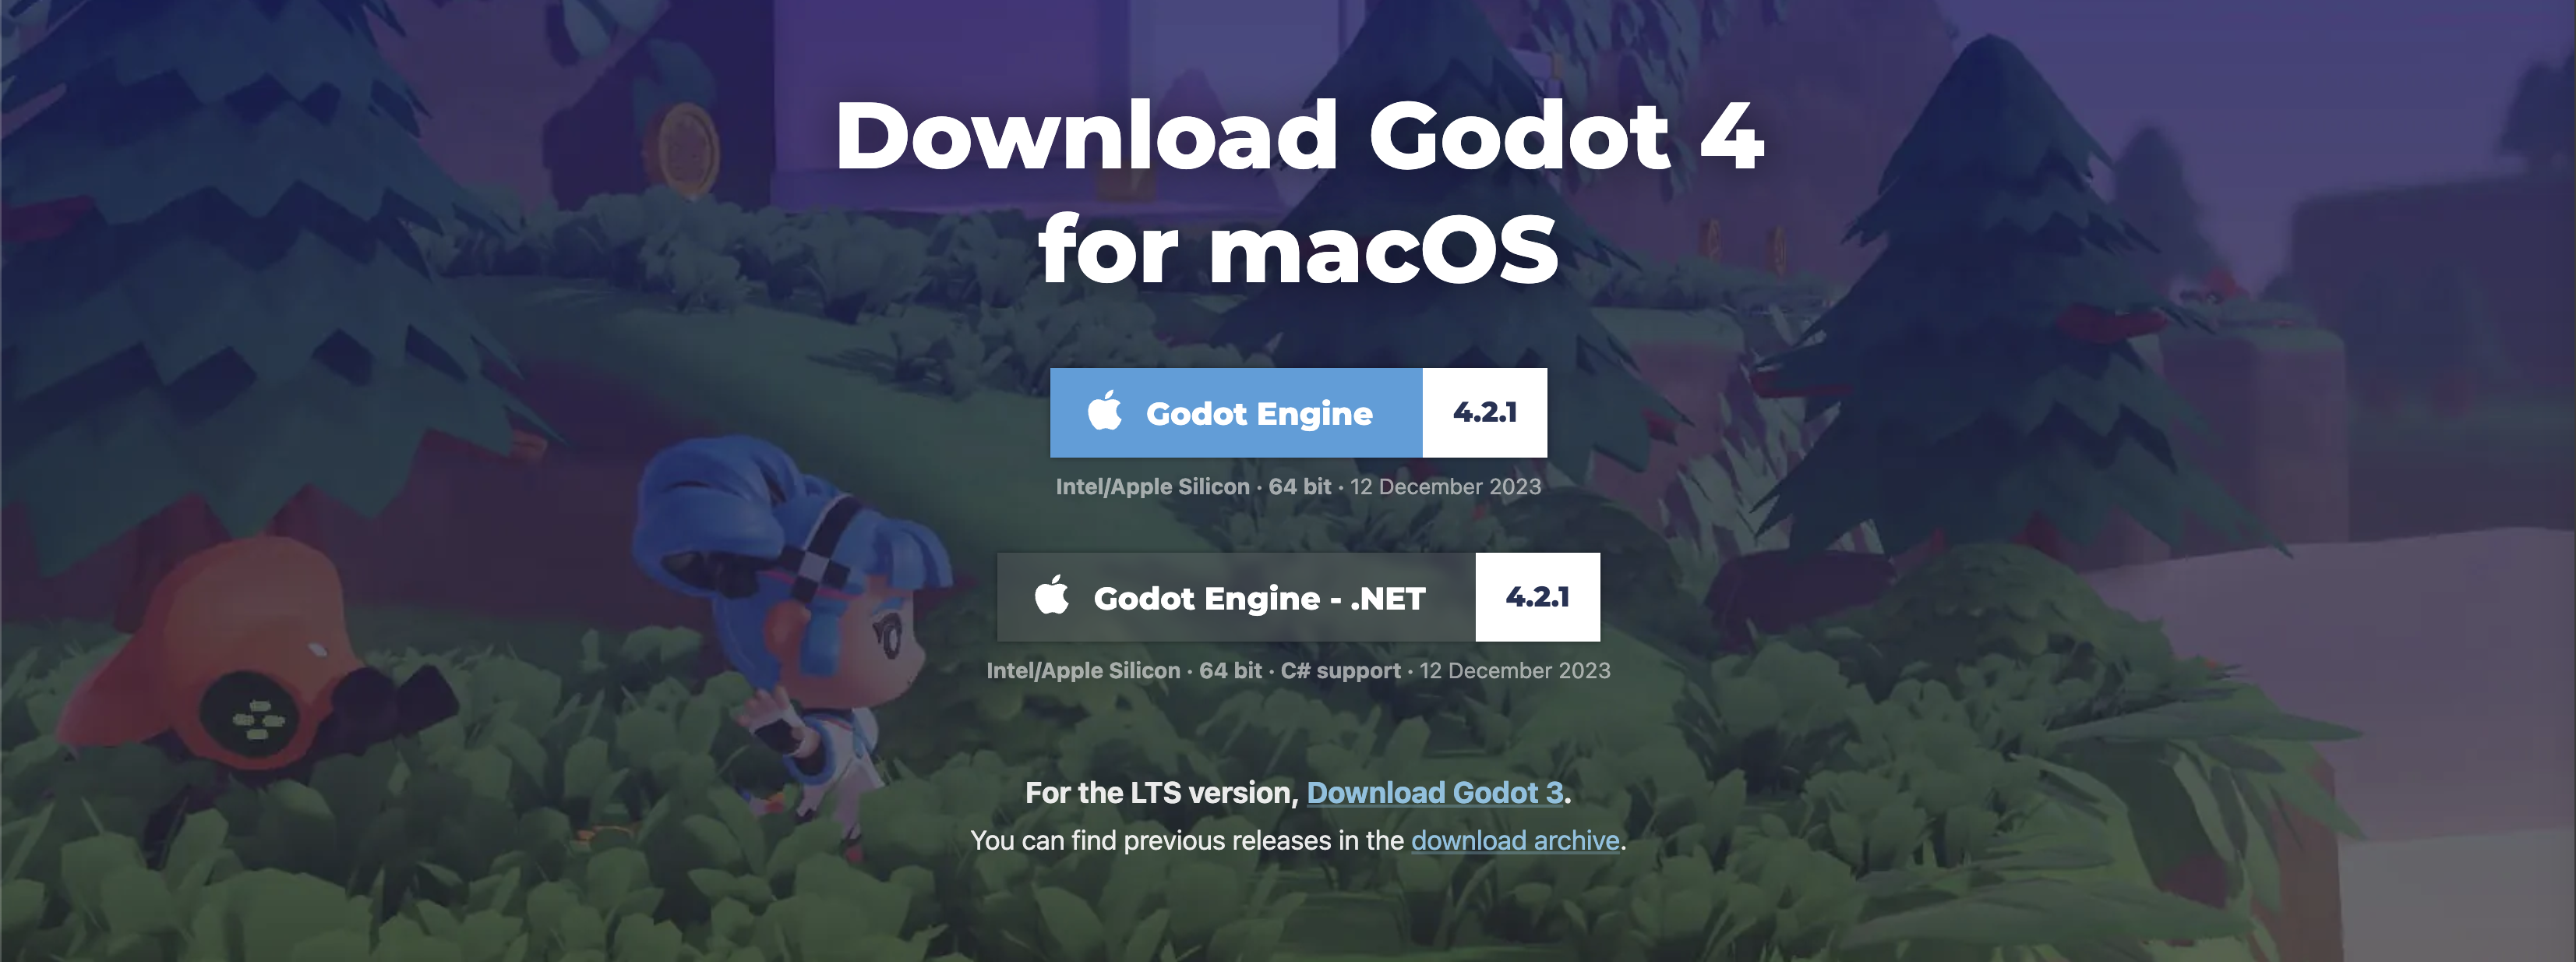 Download Godot 4
for macOS
Godot Engine 4.2.1
Intel/Apple Silicon · 64 bit · 12 December 2023
Godot Engine - .NET 4.2.1
Intel/Apple Silicon · 64 bit · C# support · 12 December 2023
For the LTS version, Download Godot 3.
You can find previous releases in the download archive.